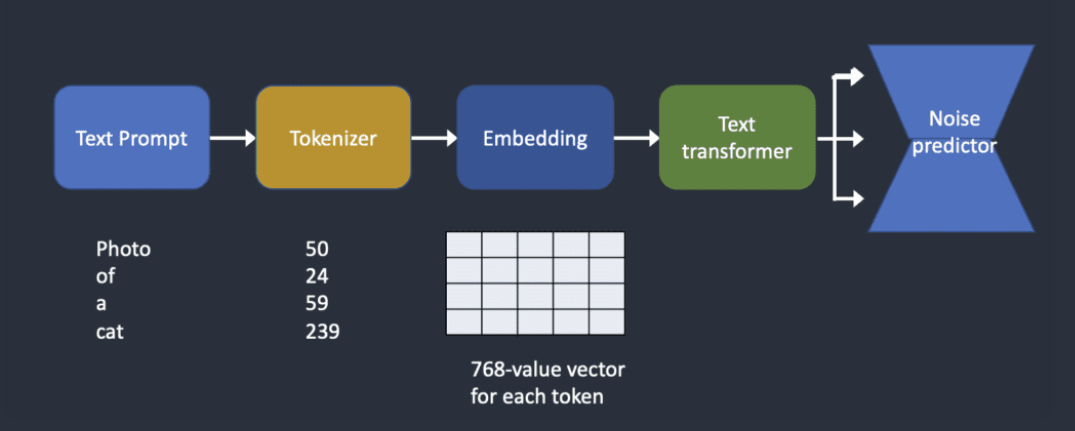 Text Prompt
Tokenizer
Embedding
Text
transformer
Noise
predictor
Photo
of
a
cat
50
24
59
239
768-value vector
for each token